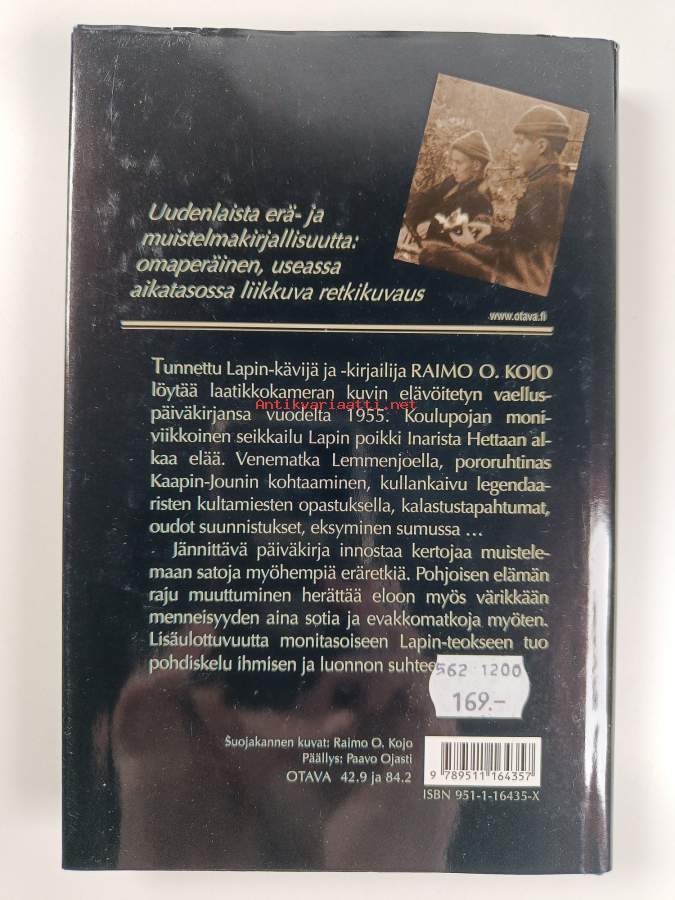 Uudenlaista erä- ja
muistelmakirjallisuutta:
omaperäinen, useassa
aikatasossa liikkuva retkikuvaus
www.otava.fi
Tunnettu Lapin-kävijä ja -kirjailija RAIMO O. KOJO
löytää laatikkokameran kuvin elävöitetyn vaellus-
Antikvariaatti.net
päiväkirjansa vuodelta 1955. Koulupojan moni-
viikkoinen seikkailu Lapin poikki Inarista Hettaan al-
kaa elää. Venematka Lemmenjoella, pororuhtinas
Kaapin-Jounin kohtaaminen, kullankaivu legendaa-
risten kultamiesten opastuksella, kalastustapahtumat,
oudot suunnistukset, eksyminen sumussa ...
Jännittävä päiväkirja innostaa kertojaa muistele-
maan satoja myöhempiä eräretkiä. Pohjoisen elämän
raju muuttuminen herättää eloon myös värikkään
menneisyyden aina sotia ja evakkomatkoja myöten.
Lisäulottuvuutta monitasoiseen Lapin-teokseen tuo
pohdiskelu ihmisen ja luonnon suhtee
562 1200
169.-
Suojakannen kuvat: Raimo O. Kojo
Päällys: Paavo Ojasti
OTAVA 42.9 ja 84.2
9 789511 164357
ISBN 951-1-16435-X